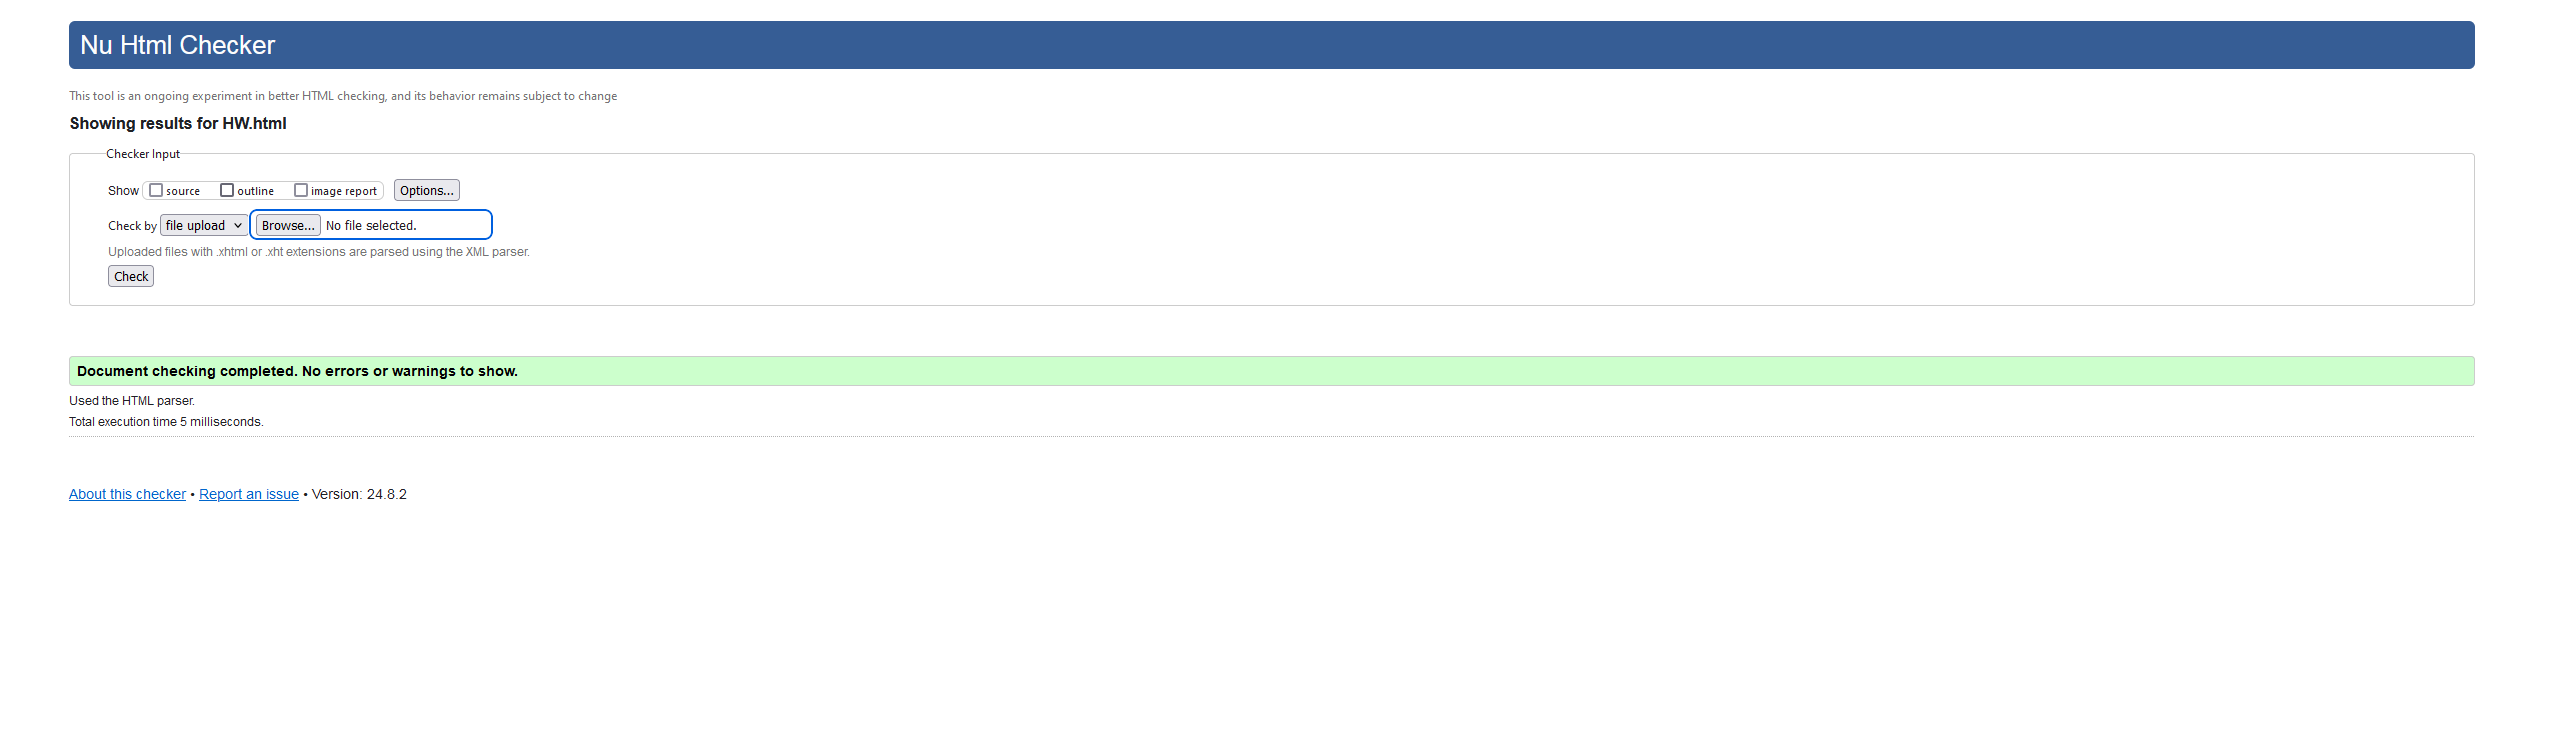 Nu Html Checker
This tool is an ongoing experiment in better HTML checking, and its behavior remains subject to change
Showing results for HW.html
Checker Input
Show source outline image report Options...
Check by file upload Browse... No file selected.
Uploaded files with .xhtml or .xht extensions are parsed using the XML parser.
Check
Document checking completed. No errors or warnings to show.
Used the HTML parser.
Total execution time 5 milliseconds.
About this checker • Report an issue • Version: 24.8.2